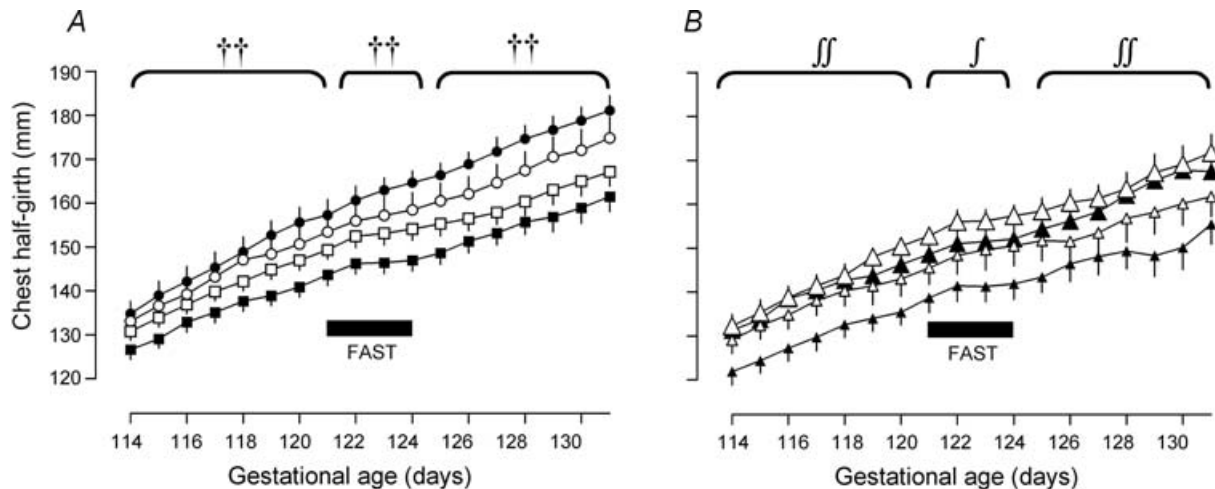 A
B
†† †† ††
∫∫ ∫ ∫∫
Chest half-girth (mm)
190
180
170
160
150
140
130
120
FAST
FAST
114 116 118 120 122 124 126 128 130
114 116 118 120 122 124 126 128 130
Gestational age (days)
Gestational age (days)